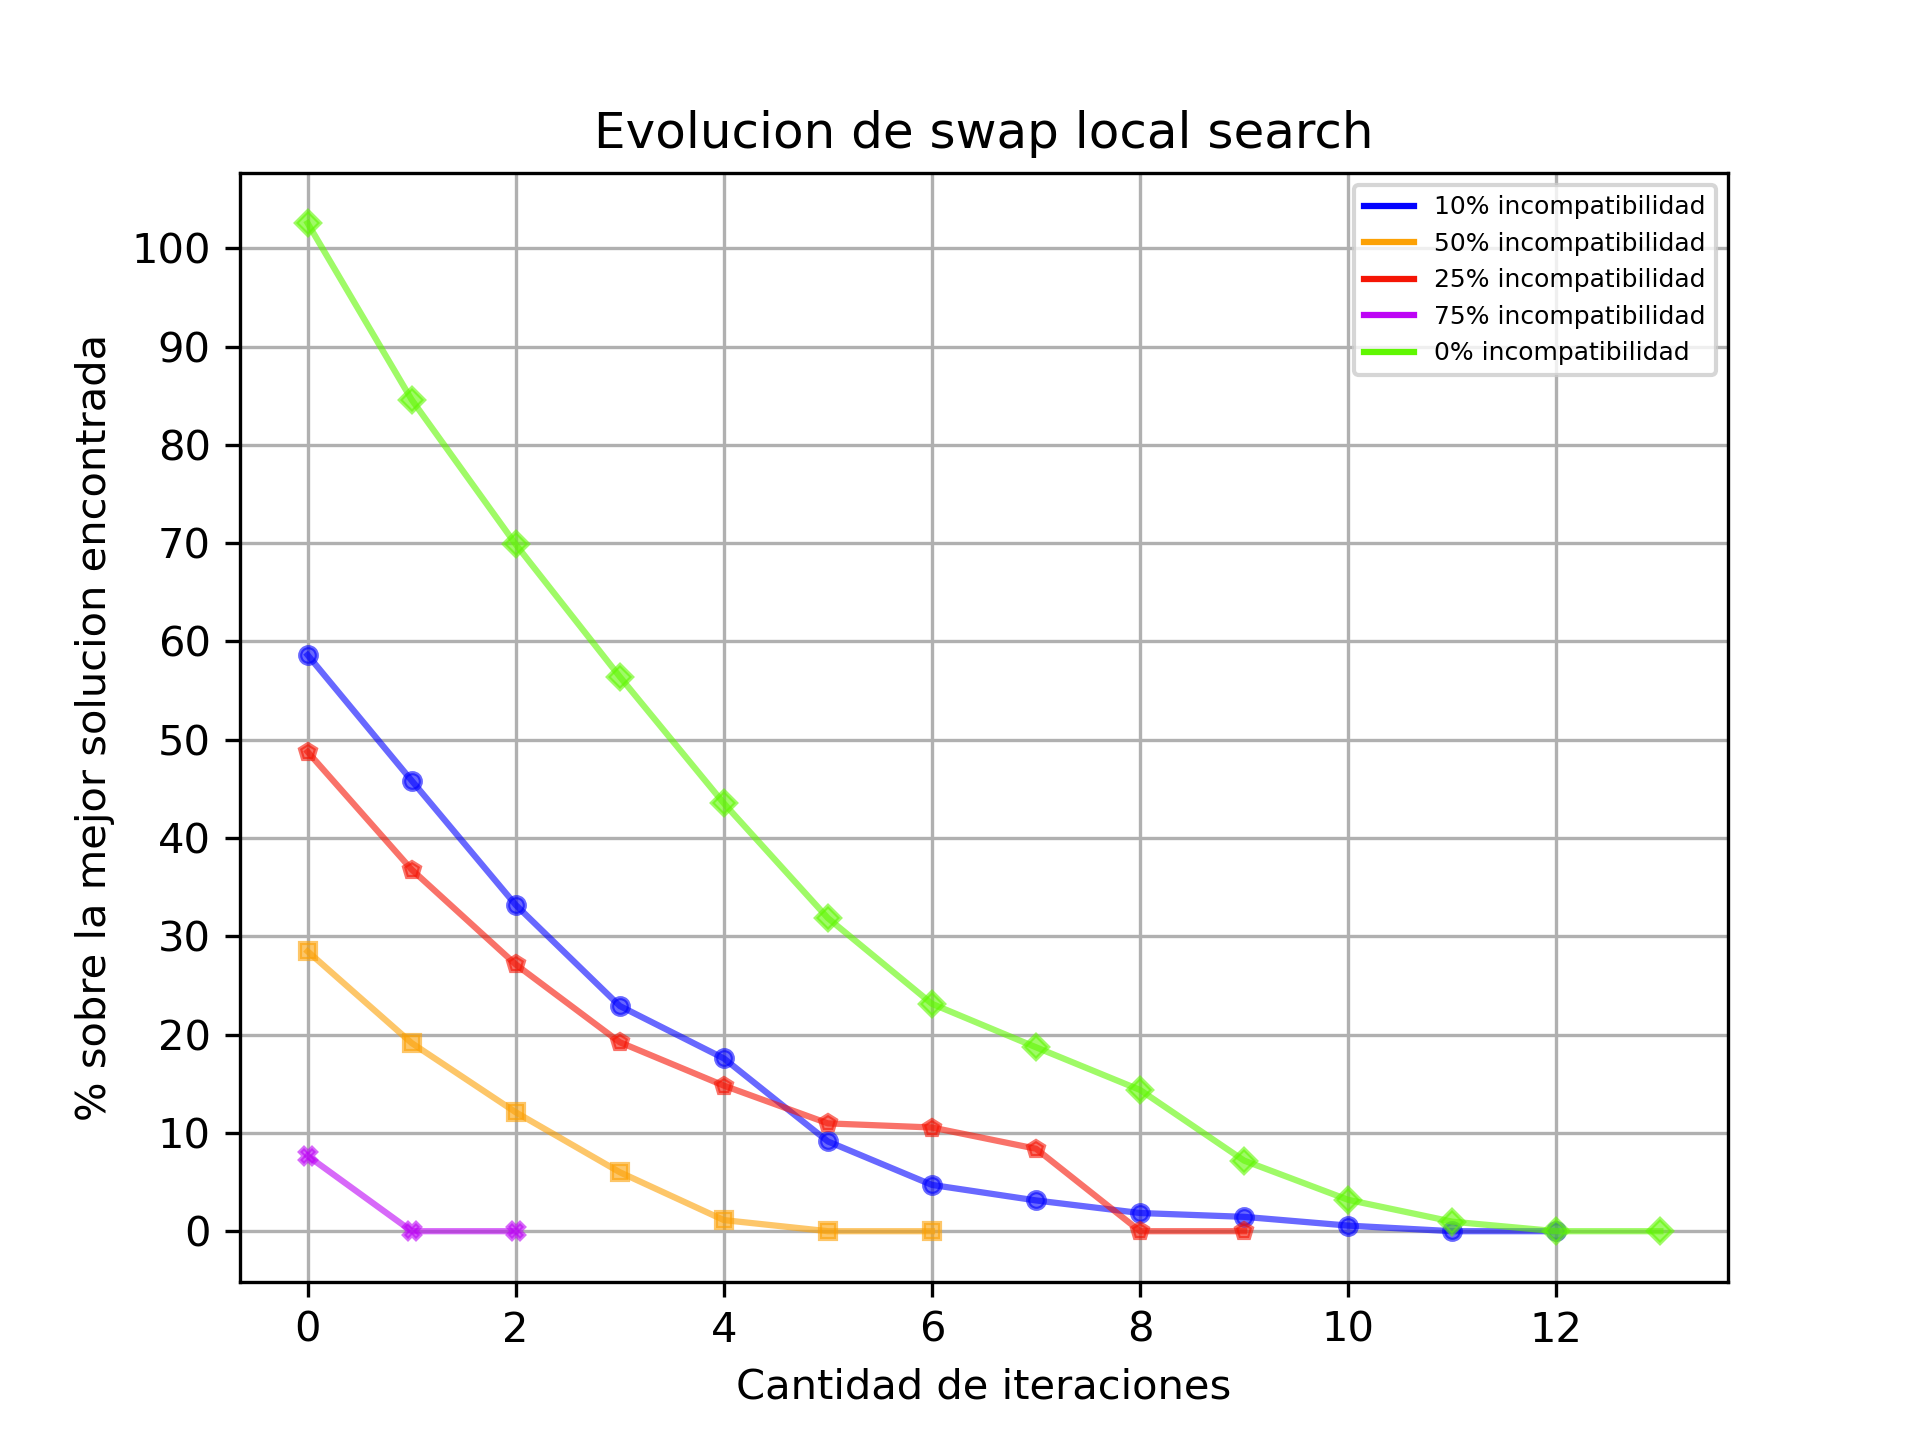 Evolucion de swap local search
10% incompatibilidad
50% incompatibilidad
25% incompatibilidad
75% incompatibilidad
0% incompatibilidad
% sobre la mejor solucion encontrada
100
90
80
70
60
50
40
30
20
10
0
0 2 4 6 8 10 12
Cantidad de iteraciones